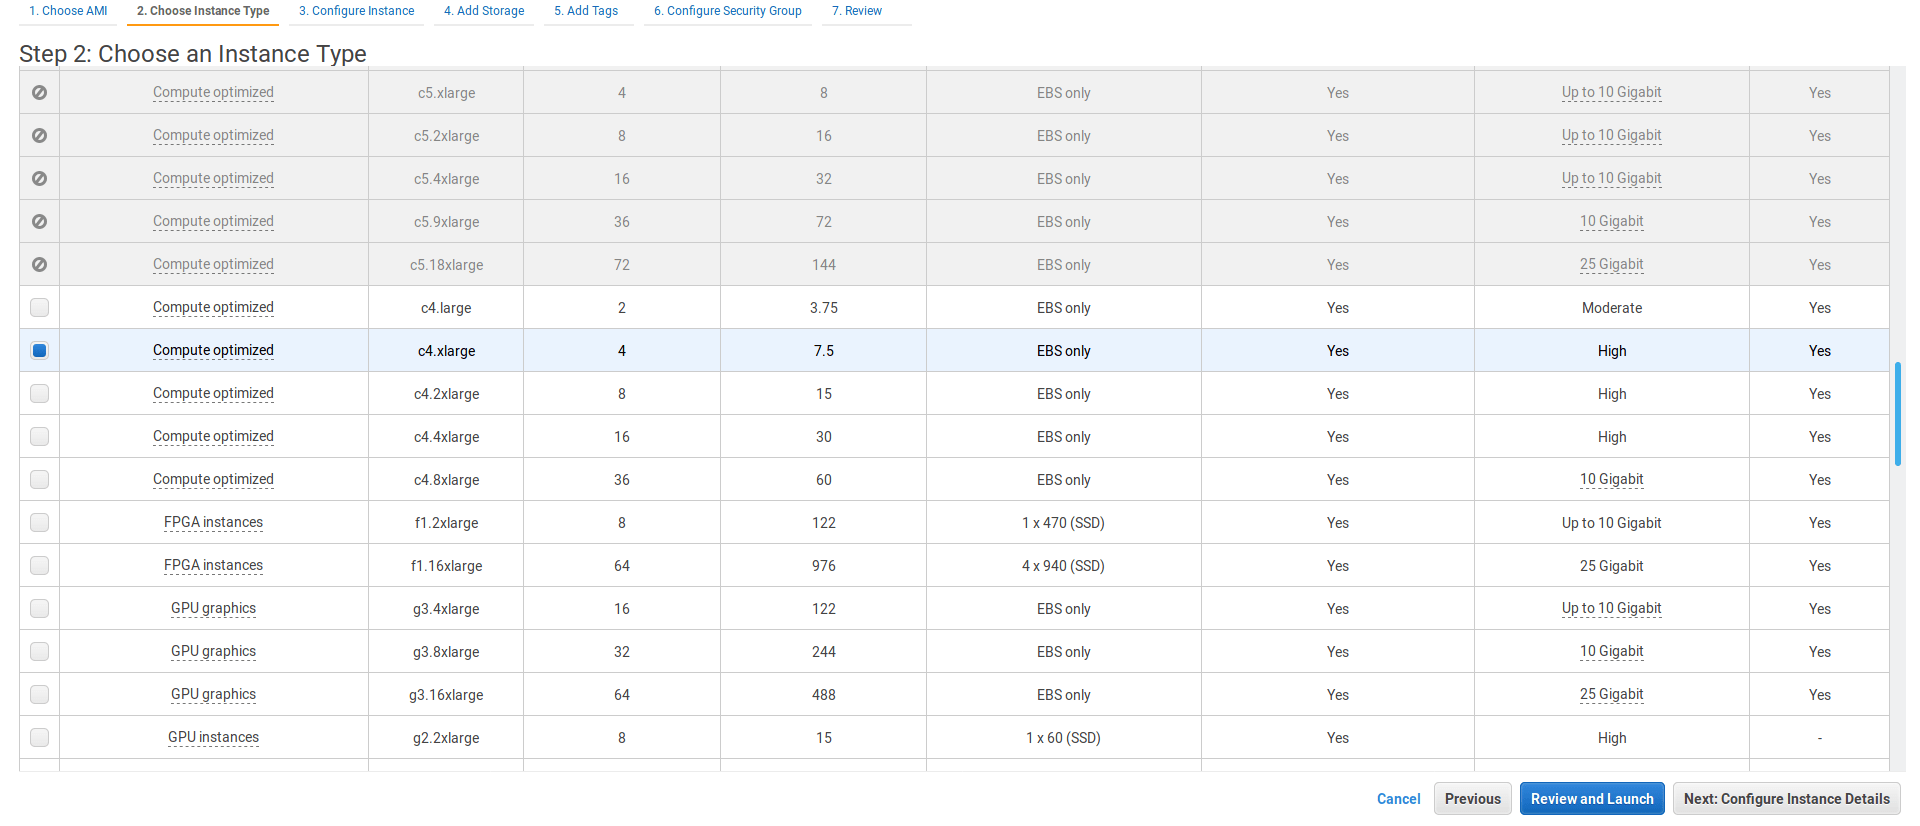 1. Choose AMI 2. Choose Instance Type 3. Configure Instance 4. Add Storage 5. Add Tags 6. Configure Security Group 7. Review
Step 2: Choose an Instance Type
Compute optimized c5.xlarge 4 8 EBS only Yes Up to 10 Gigabit Yes
Compute optimized c5.2xlarge 8 16 EBS only Yes Up to 10 Gigabit Yes
Compute optimized c5.4xlarge 16 32 EBS only Yes Up to 10 Gigabit Yes
Compute optimized c5.9xlarge 36 72 EBS only Yes 10 Gigabit Yes
Compute optimized c5.18xlarge 72 144 EBS only Yes 25 Gigabit Yes
Compute optimized c4.large 2 3.75 EBS only Yes Moderate Yes
Compute optimized c4.xlarge 4 7.5 EBS only Yes High Yes
Compute optimized c4.2xlarge 8 15 EBS only Yes High Yes
Compute optimized c4.4xlarge 16 30 EBS only Yes High Yes
Compute optimized c4.8xlarge 36 60 EBS only Yes 10 Gigabit Yes
FPGA instances f1.2xlarge 8 122 1 x 470 (SSD) Yes Up to 10 Gigabit Yes
FPGA instances f1.16xlarge 64 976 4 x 940 (SSD) Yes 25 Gigabit Yes
GPU graphics g3.4xlarge 16 122 EBS only Yes Up to 10 Gigabit Yes
GPU graphics g3.8xlarge 32 244 EBS only Yes 10 Gigabit Yes
GPU graphics g3.16xlarge 64 488 EBS only Yes 25 Gigabit Yes
GPU instances g2.2xlarge 8 15 1 x 60 (SSD) Yes High -
Cancel Previous Review and Launch Next: Configure Instance Details